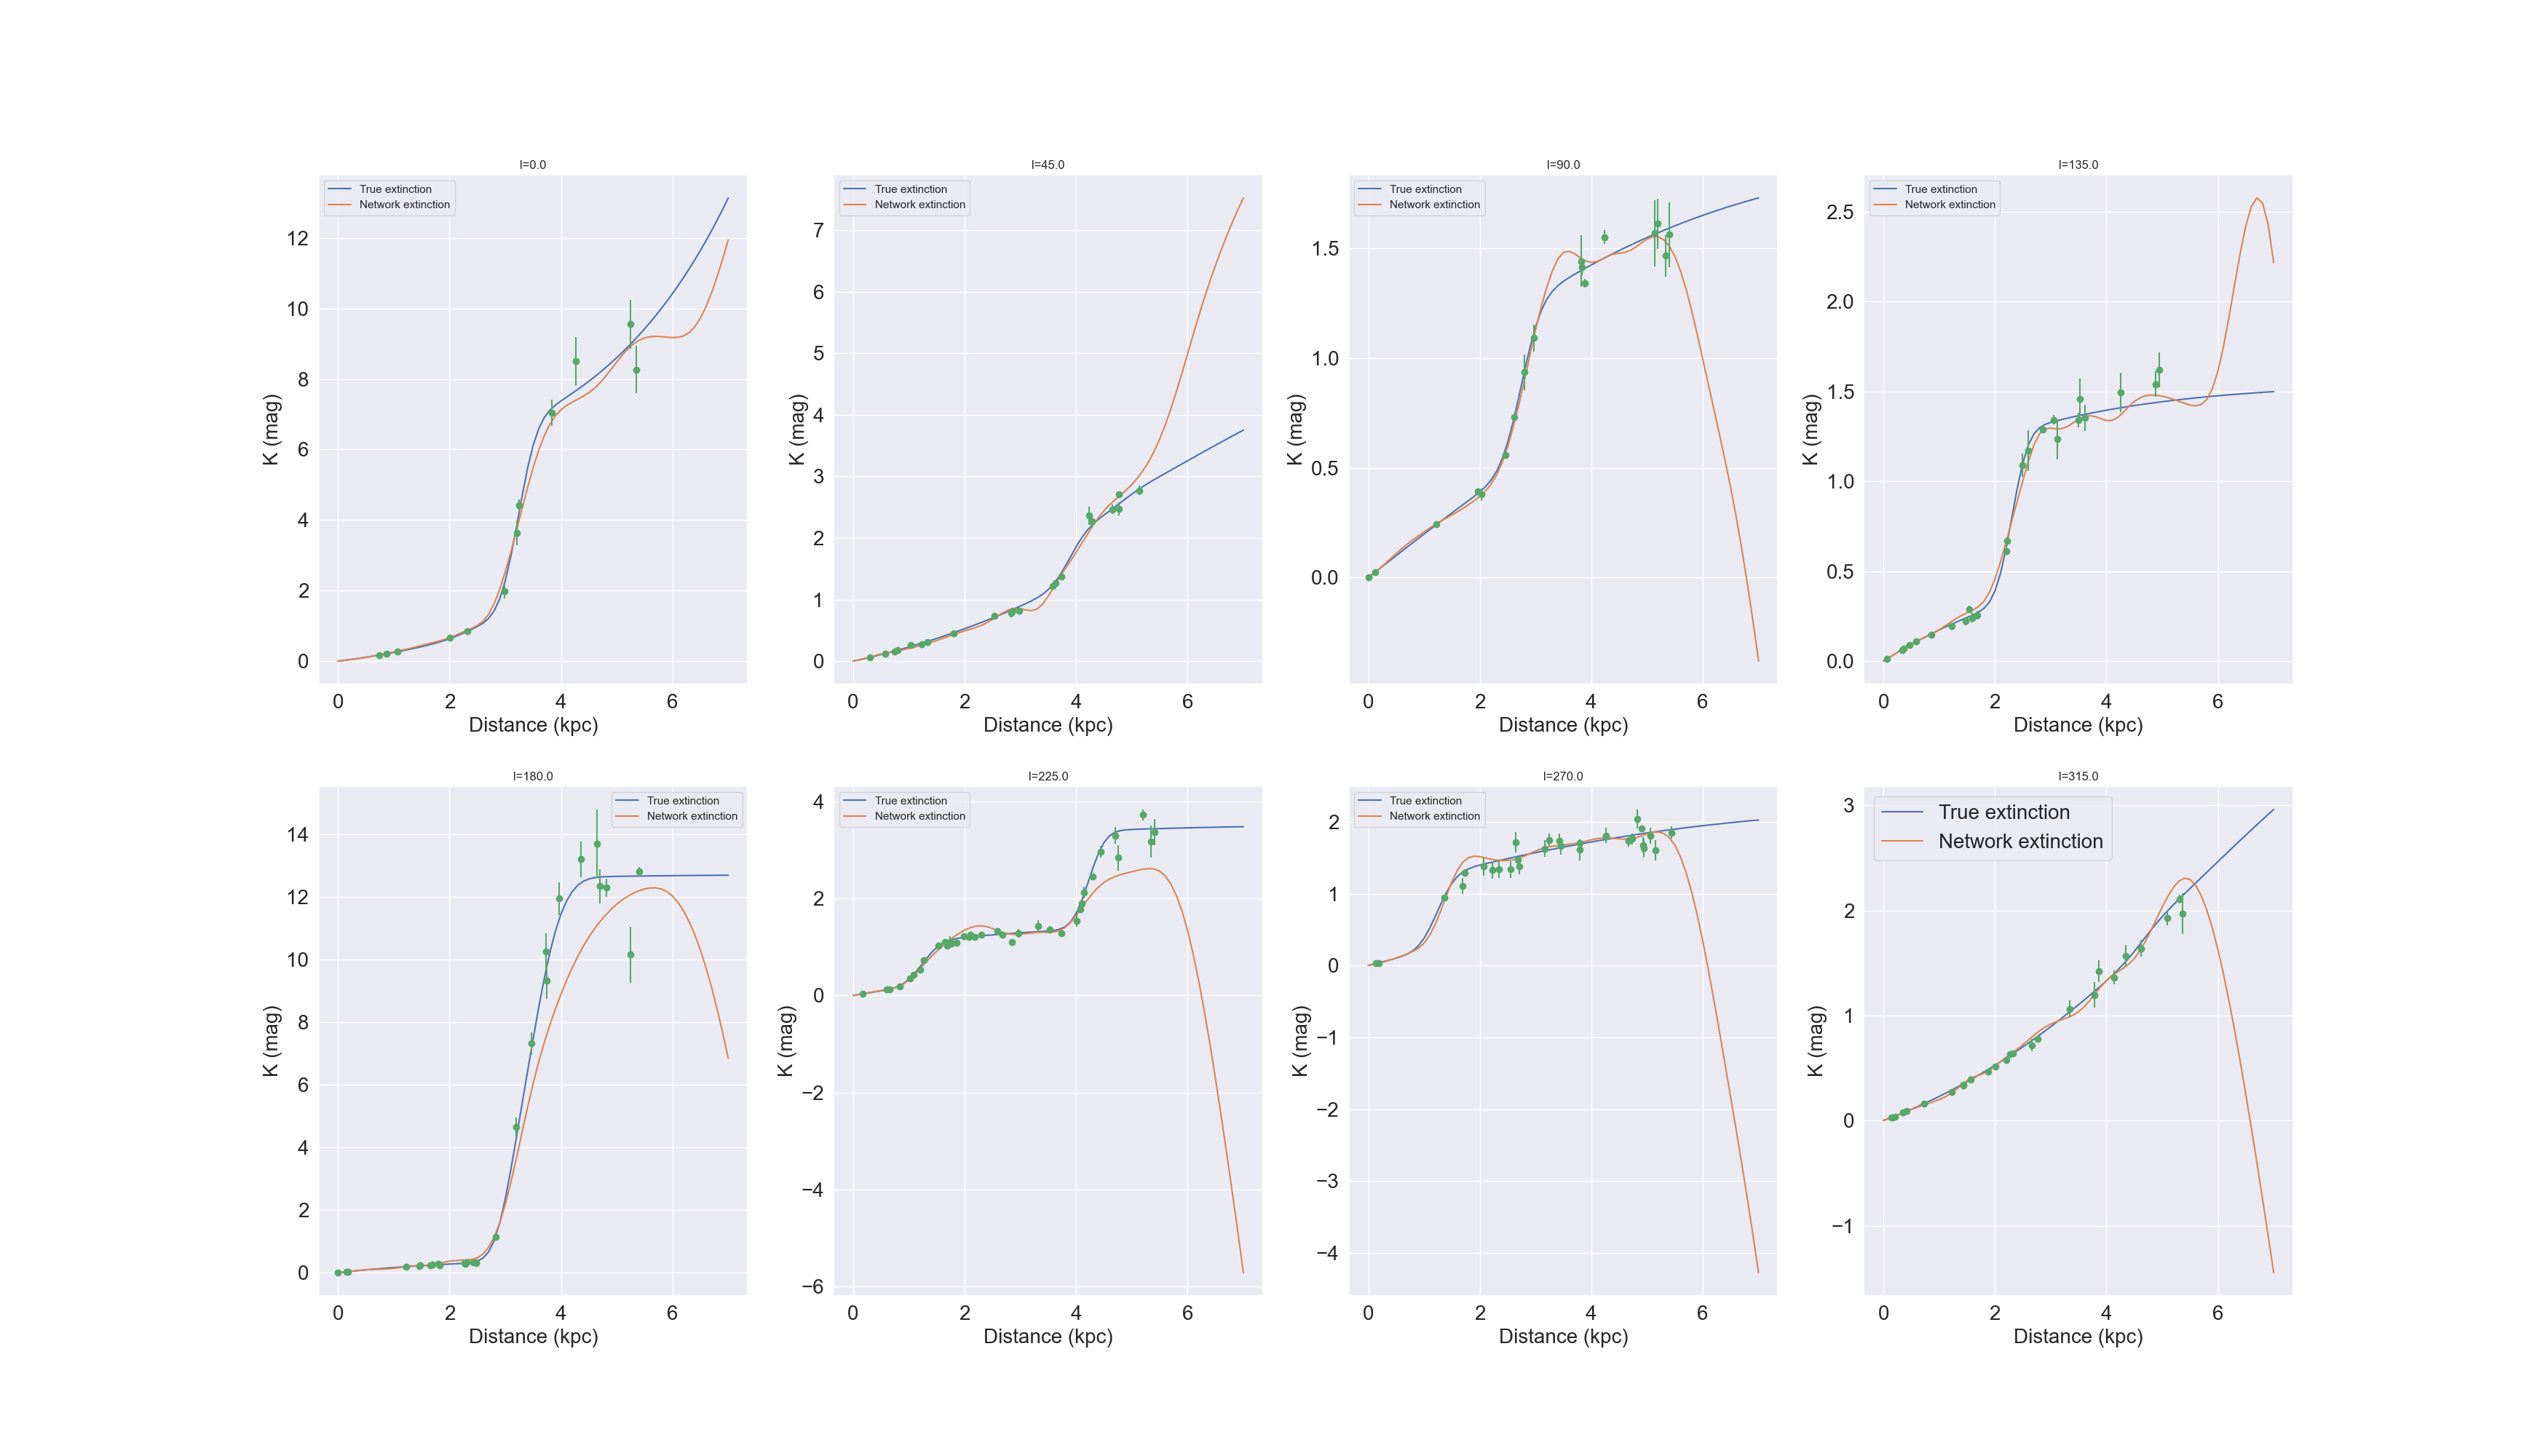 l=0.0
True extinction
Network extinction
12
10
8
6
4
2
0
K (mag)
0 2 4 6
Distance (kpc)
l=45.0
True extinction
Network extinction
7
6
5
4
3
2
1
0
K (mag)
0 2 4 6
Distance (kpc)
l=90.0
True extinction
Network extinction
1.5
1.0
0.5
0.0
K (mag)
0 2 4 6
Distance (kpc)
l=135.0
True extinction
Network extinction
2.5
2.0
1.5
1.0
0.5
0.0
K (mag)
0 2 4 6
Distance (kpc)
l=180.0
True extinction
Network extinction
14
12
10
8
6
4
2
0
K (mag)
0 2 4 6
Distance (kpc)
l=225.0
True extinction
Network extinction
4
2
0
−2
−4
−6
K (mag)
0 2 4 6
Distance (kpc)
l=270.0
True extinction
Network extinction
2
1
0
−1
−2
−3
−4
K (mag)
0 2 4 6
Distance (kpc)
l=315.0
True extinction
Network extinction
3
2
1
0
−1
K (mag)
0 2 4 6
Distance (kpc)